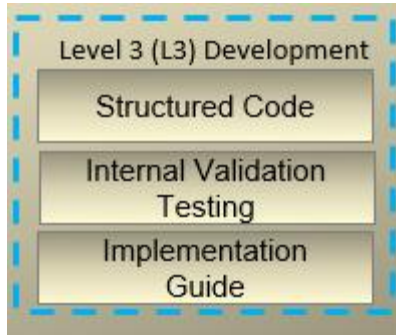 Level 3 (L3) Development
Structured Code
Internal Validation
Testing
Implementation
Guide